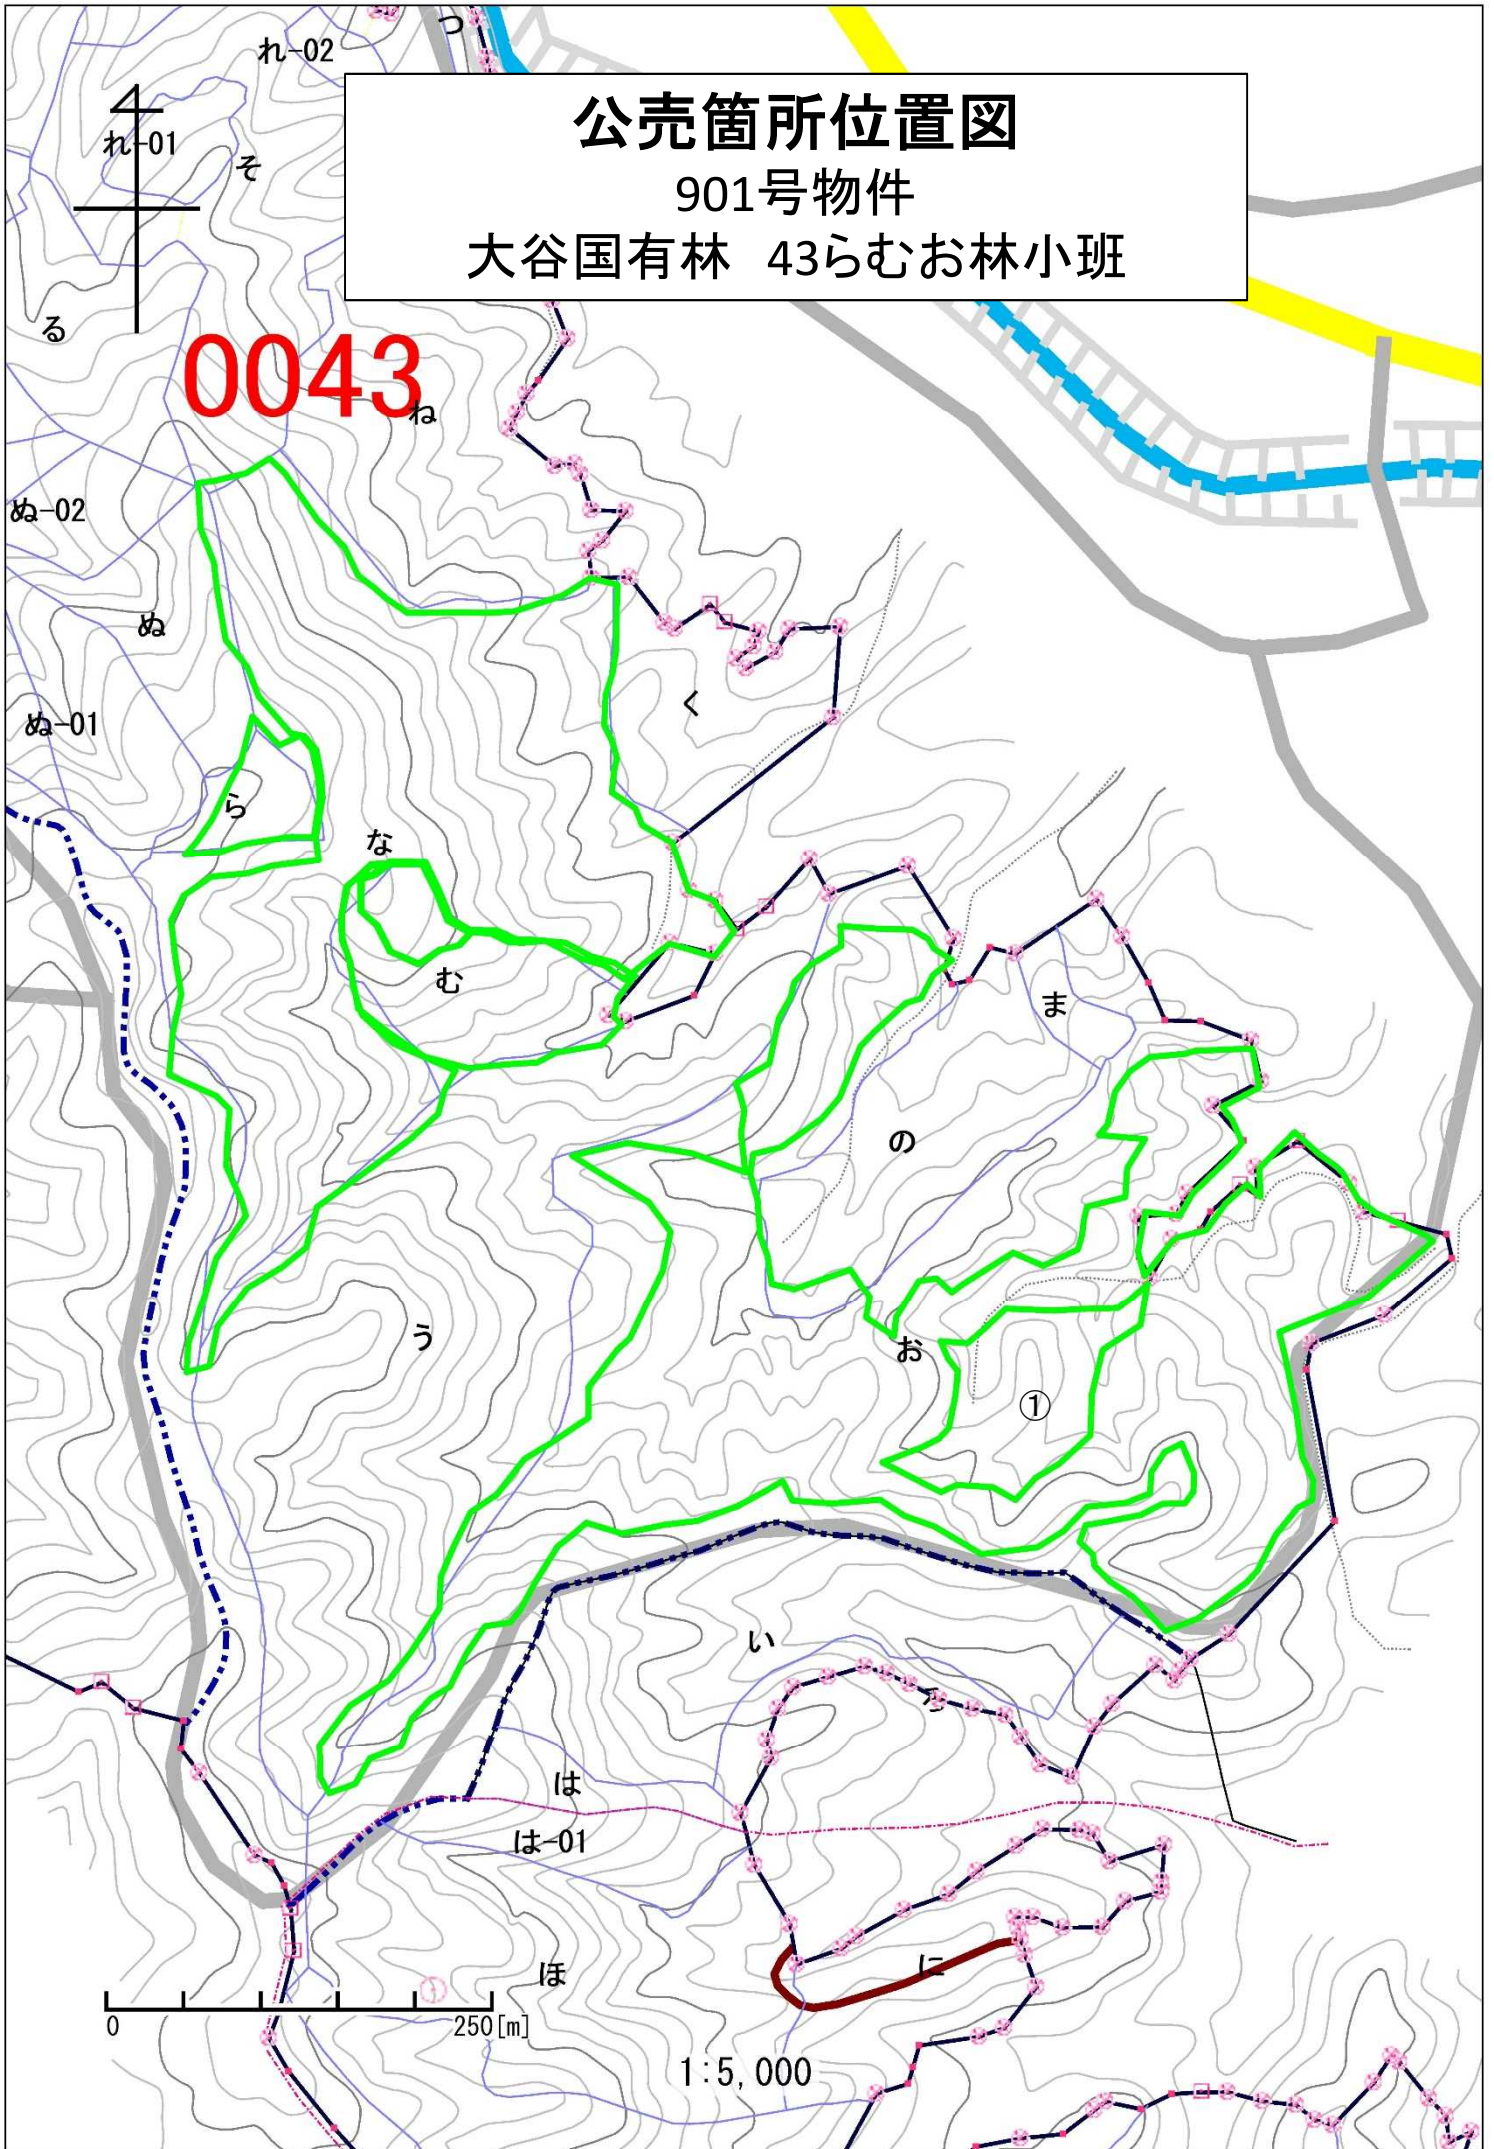 つ
れ-02
公売箇所位置図
901号物件
大谷国有林 43らむお林小班
れ-01
そ
る
0043
ね
ぬ-02
ぬ
く
ぬ-01
ら
な
む
ま
の
う
お
①
い
ろ
は
は-01
に
ほ
0 250[m]
1:5,000